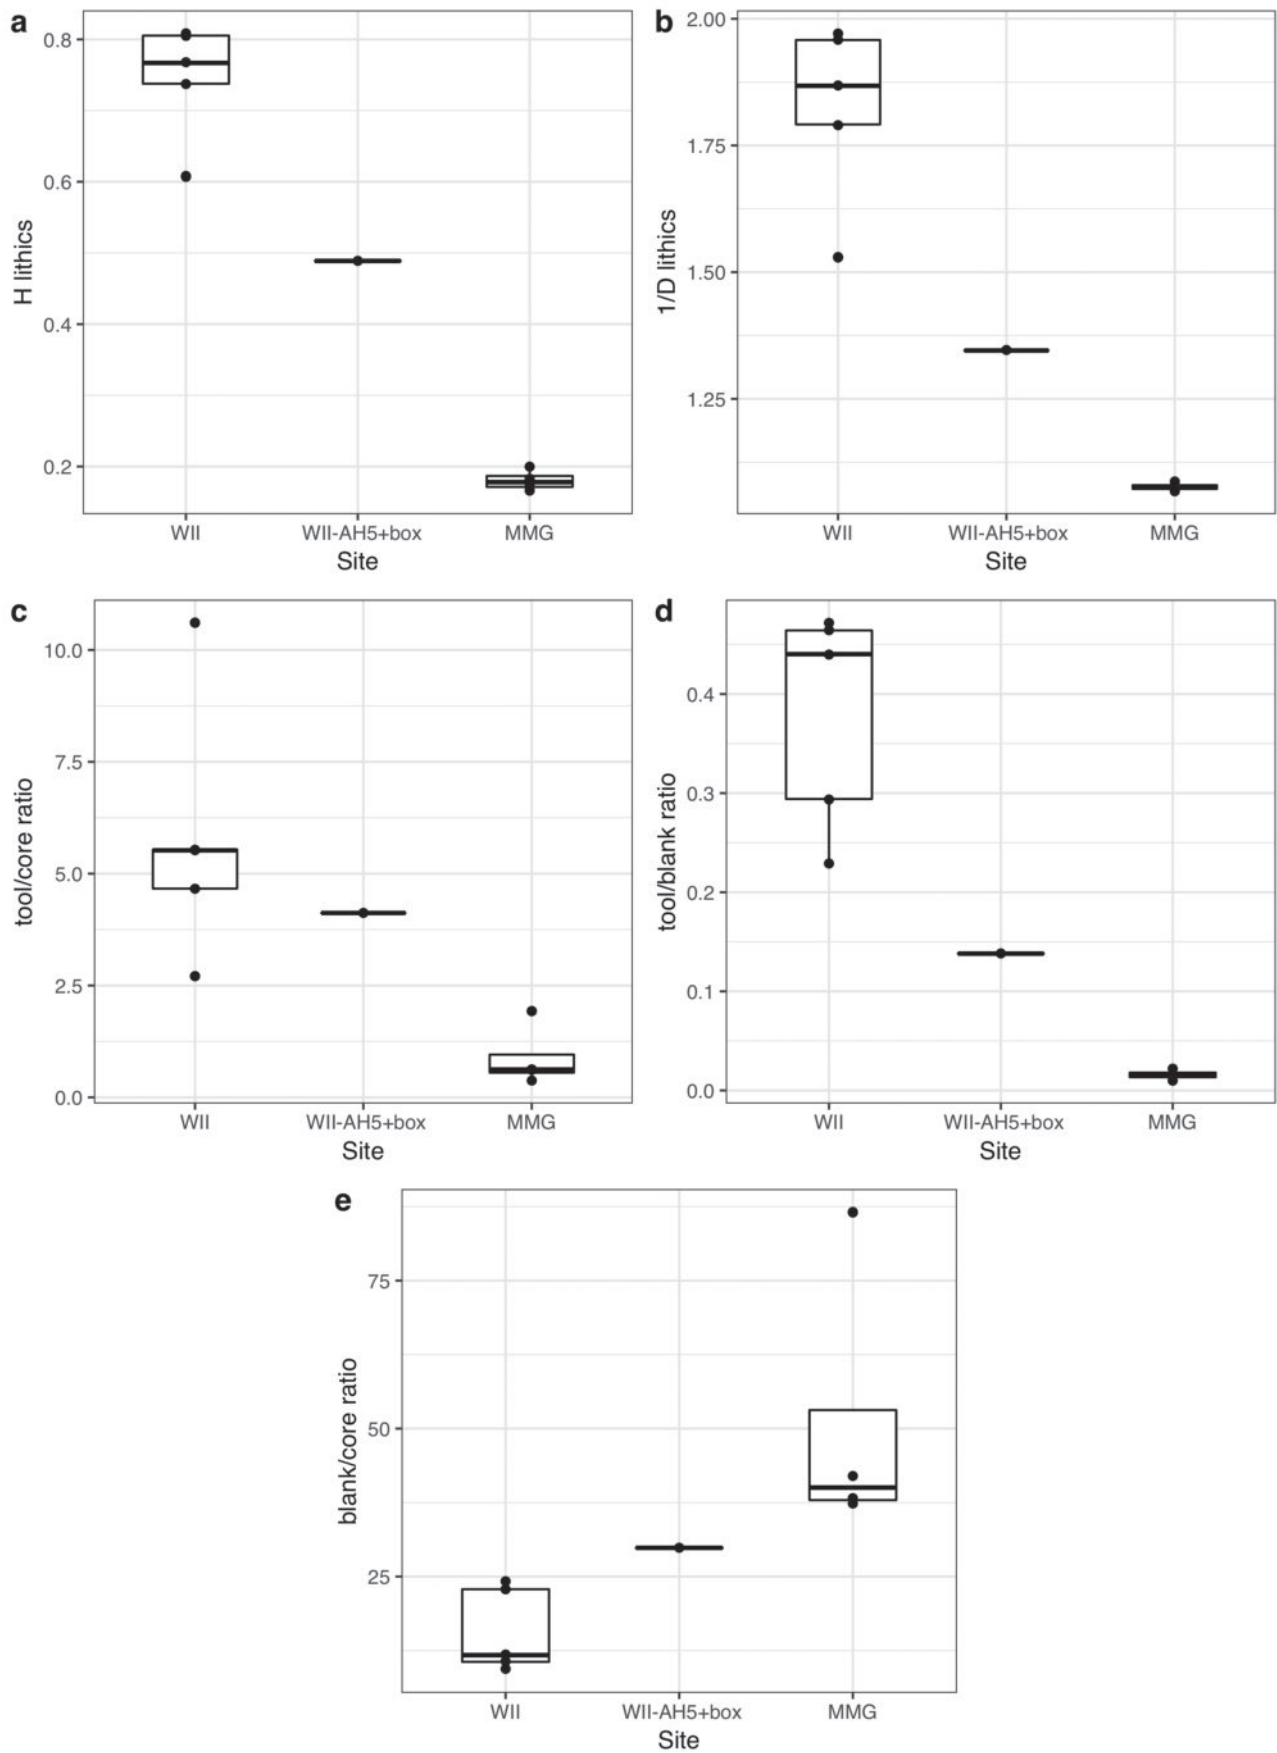 a
0.8
0.6
0.4
0.2
H lithics
WII WII-AH5+box MMG
Site
b
2.00
1.75
1.50
1.25
1/D lithics
WII WII-AH5+box MMG
Site
c
10.0
7.5
5.0
2.5
0.0
tool/core ratio
WII WII-AH5+box MMG
Site
d
0.4
0.3
0.2
0.1
0.0
tool/blank ratio
WII WII-AH5+box MMG
Site
e
75
50
25
blank/core ratio
WII WII-AH5+box MMG
Site